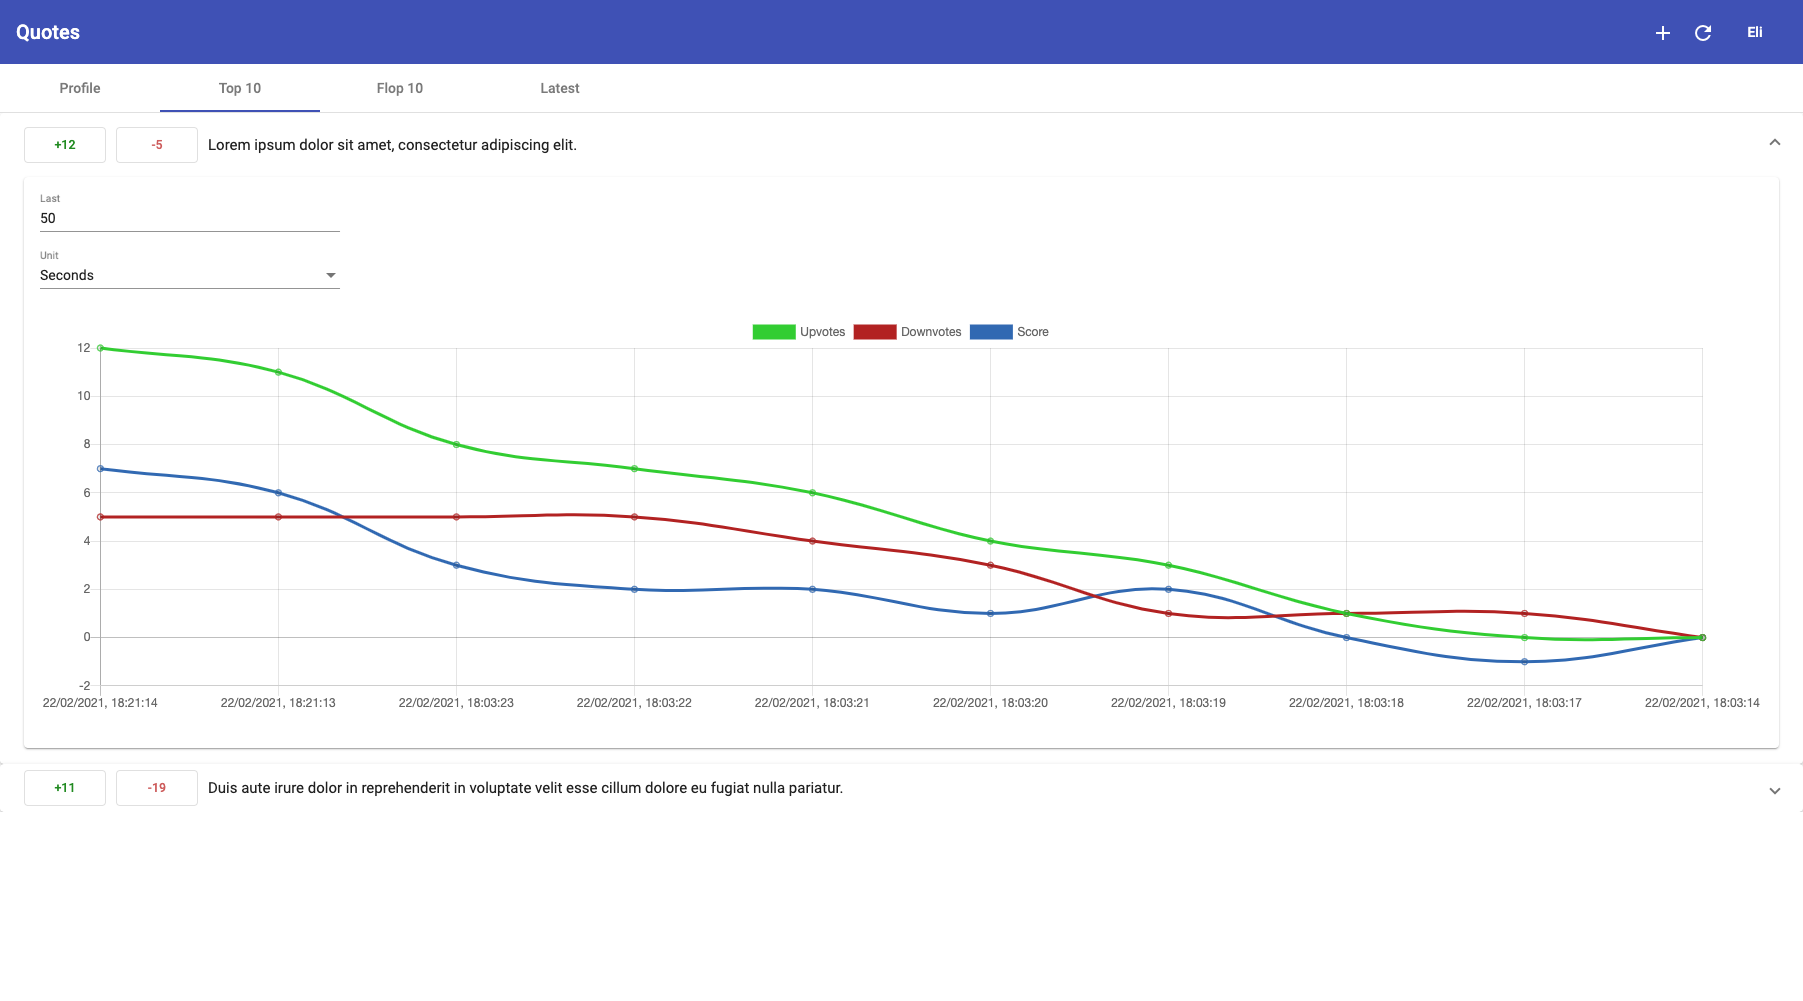 Quotes Eli
Profile Top 10 Flop 10 Latest
+12 -5 Lorem ipsum dolor sit amet, consectetur adipiscing elit.
Last
50
Unit
Seconds
Upvotes Downvotes Score
12
10
8
6
4
2
0
-2
22/02/2021, 18:21:14 22/02/2021, 18:21:13 22/02/2021, 18:03:23 22/02/2021, 18:03:22 22/02/2021, 18:03:21 22/02/2021, 18:03:20 22/02/2021, 18:03:19 22/02/2021, 18:03:18 22/02/2021, 18:03:17 22/02/2021, 18:03:14
+11 -19 Duis aute irure dolor in reprehenderit in voluptate velit esse cillum dolore eu fugiat nulla pariatur.